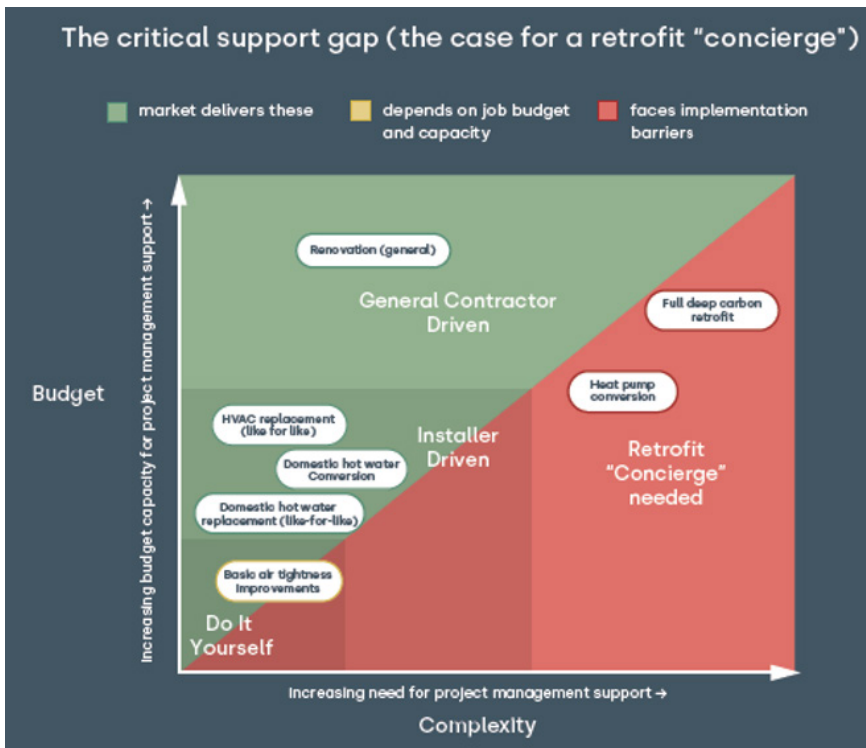 The critical support gap (the case for a retrofit “concierge”)
market delivers these
depends on job budget
and capacity
faces implementation
barriers
Increasing budget capacity for project management support →
Budget
Renovation (general)
General Contractor
Driven
Full deep carbon
retrofit
Heat pump
conversion
HVAC replacement
(like for like)
Installer
Driven
Domestic hot water
Conversion
Retrofit
“Concierge”
needed
Domestic hot water
replacement (like-for-like)
Basic air tightness
Improvements
Do It
Yourself
Increasing need for project management support →
Complexity